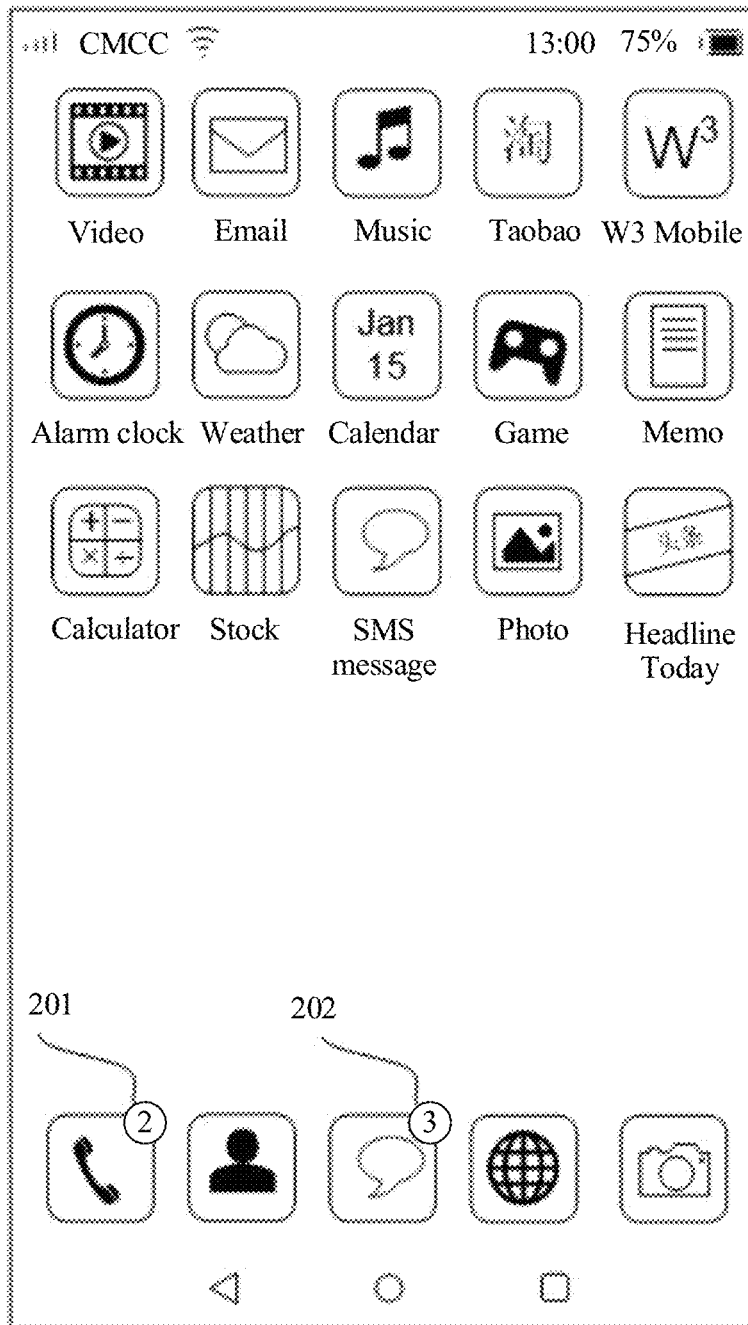 CMCC 13:00 75%
淘 W³
Video Email Music Taobao W3 Mobile
Jan
15
Alarm clock Weather Calendar Game Memo
+ −
× ÷
Calculator Stock SMS message Photo Headline Today
201 202
2 3